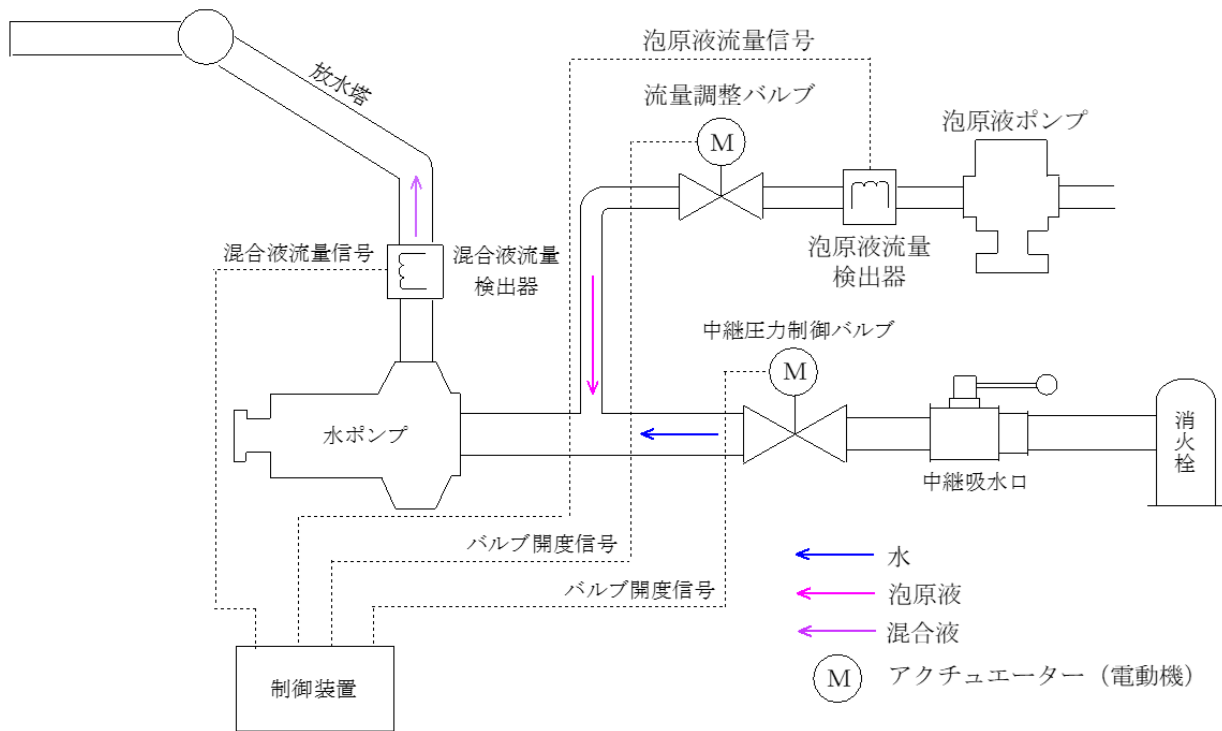 泡原液流量信号
放水塔
流量調整バルブ
泡原液ポンプ
M
混合液流量信号
混合液流量
検出器
泡原液流量
検出器
中継圧力制御バルブ
M
水ポンプ
中継吸水口
消火栓
バルブ開度信号
バルブ開度信号
水
泡原液
混合液
制御装置
M
アクチュエーター（電動機）